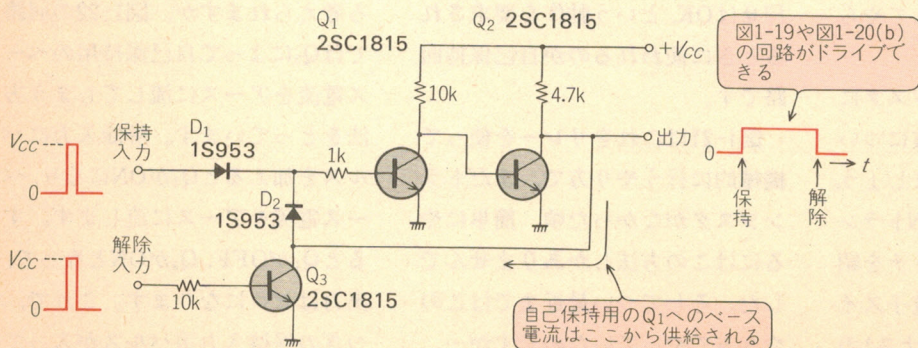 Q₁
2SC1815
Q₂ 2SC1815
+V_CC
図1-19や図1-20(b)
の回路がドライブで
きる
10k
4.7k
V_CC
0
保持
入力
D₁
1S953
1k
出力
0
t
保持
解除
D₂
1S953
V_CC
0
解除
入力
10k
Q₃
2SC1815
自己保持用のQ₁へのベース
電流はここから供給される